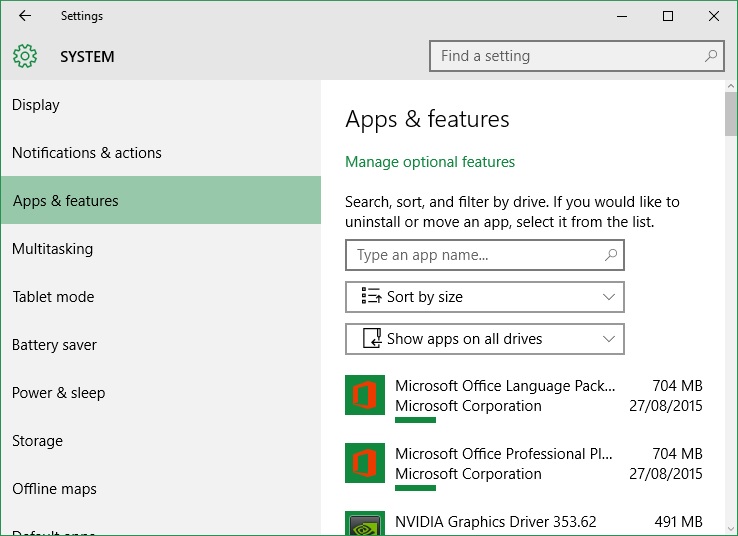 Settings
SYSTEM
Find a setting
Display
Notifications & actions
Apps & features
Multitasking
Tablet mode
Battery saver
Power & sleep
Storage
Offline maps
Default apps
Apps & features
Manage optional features
Search, sort, and filter by drive. If you would like to
uninstall or move an app, select it from the list.
Type an app name...
Sort by size
Show apps on all drives
Microsoft Office Language Pack... 704 MB
Microsoft Corporation 27/08/2015
Microsoft Office Professional Pl... 704 MB
Microsoft Corporation 27/08/2015
NVIDIA Graphics Driver 353.62 491 MB